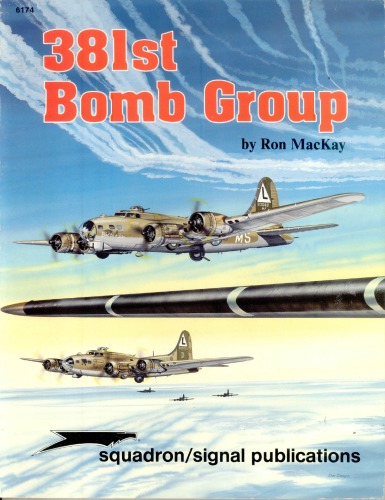 6174
381st
Bomb Group
by Ron MacKay
L
MS
L
squadron/signal publications